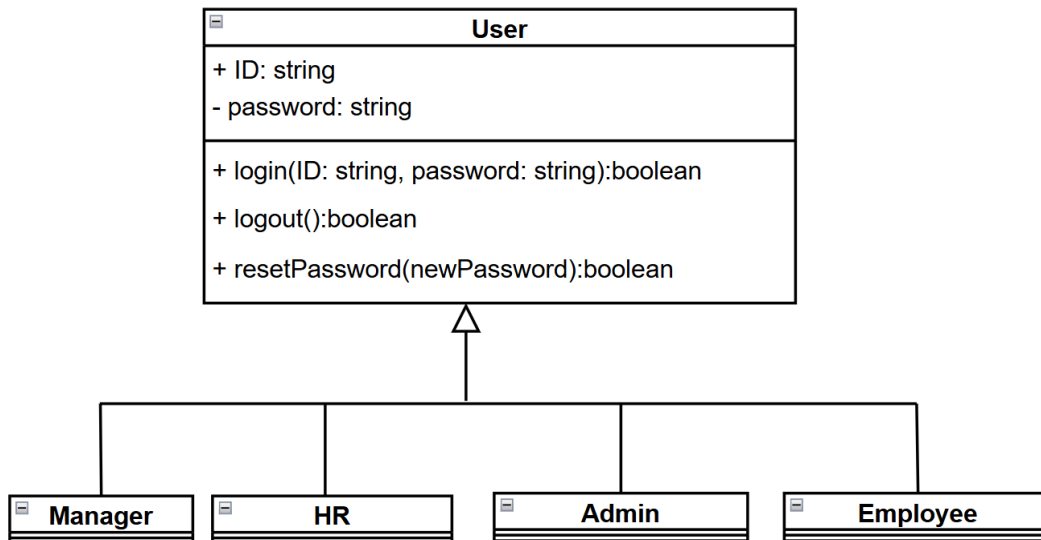 User
+ ID: string
- password: string
+ login(ID: string, password: string):boolean
+ logout():boolean
+ resetPassword(newPassword):boolean
Manager
HR
Admin
Employee